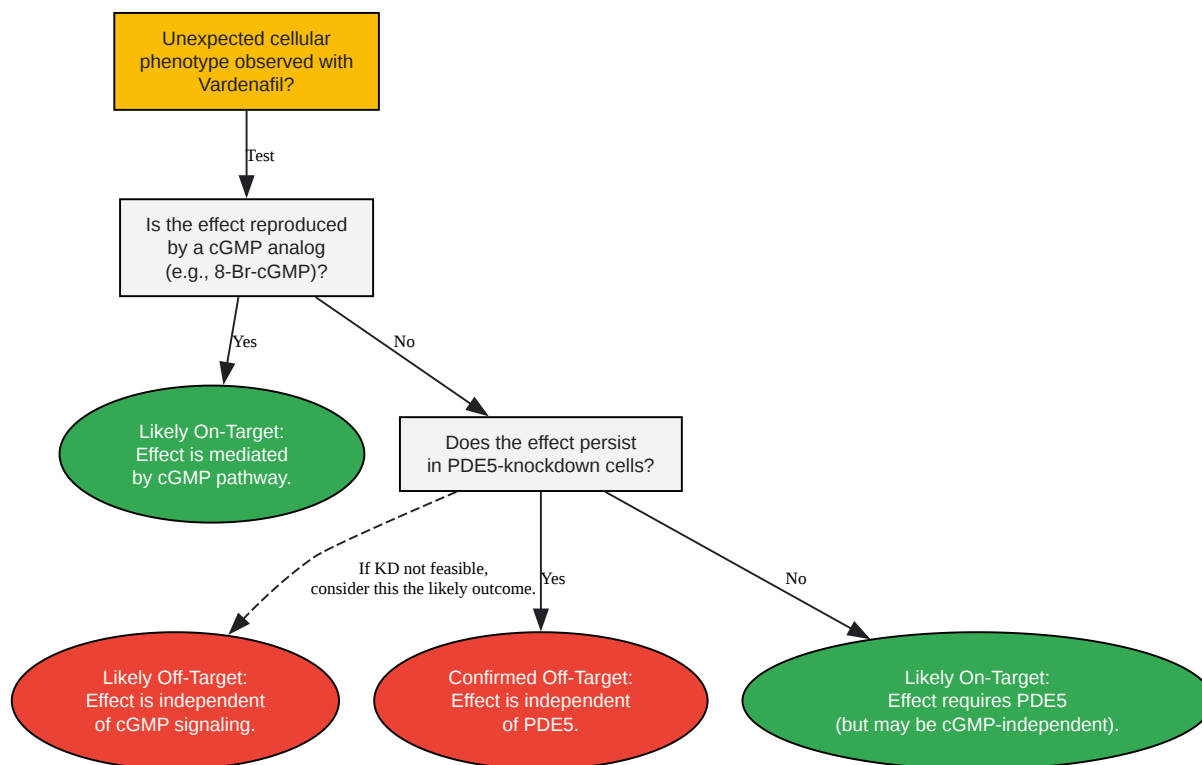 Unexpected cellular
phenotype observed with
Vardenafil?
Test
Is the effect reproduced
by a cGMP analog
(e.g., 8-Br-cGMP)?
Yes
No
Likely On-Target:
Effect is mediated
by cGMP pathway.
Does the effect persist
in PDE5-knockdown cells?
If KD not feasible,
consider this the likely outcome.
Yes
No
Likely Off-Target:
Effect is independent
of cGMP signaling.
Confirmed Off-Target:
Effect is independent
of PDE5.
Likely On-Target:
Effect requires PDE5
(but may be cGMP-independent).